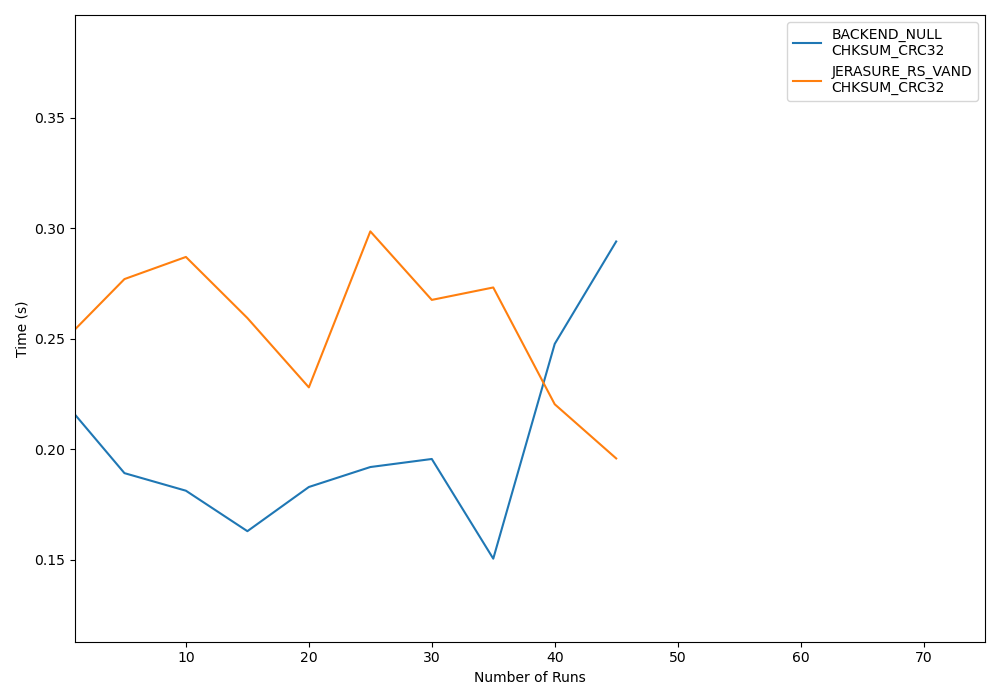 BACKEND_NULL
CHKSUM_CRC32
JERASURE_RS_VAND
CHKSUM_CRC32
0.35
0.30
0.25
0.20
0.15
Time (s)
10 20 30 40 50 60 70
Number of Runs